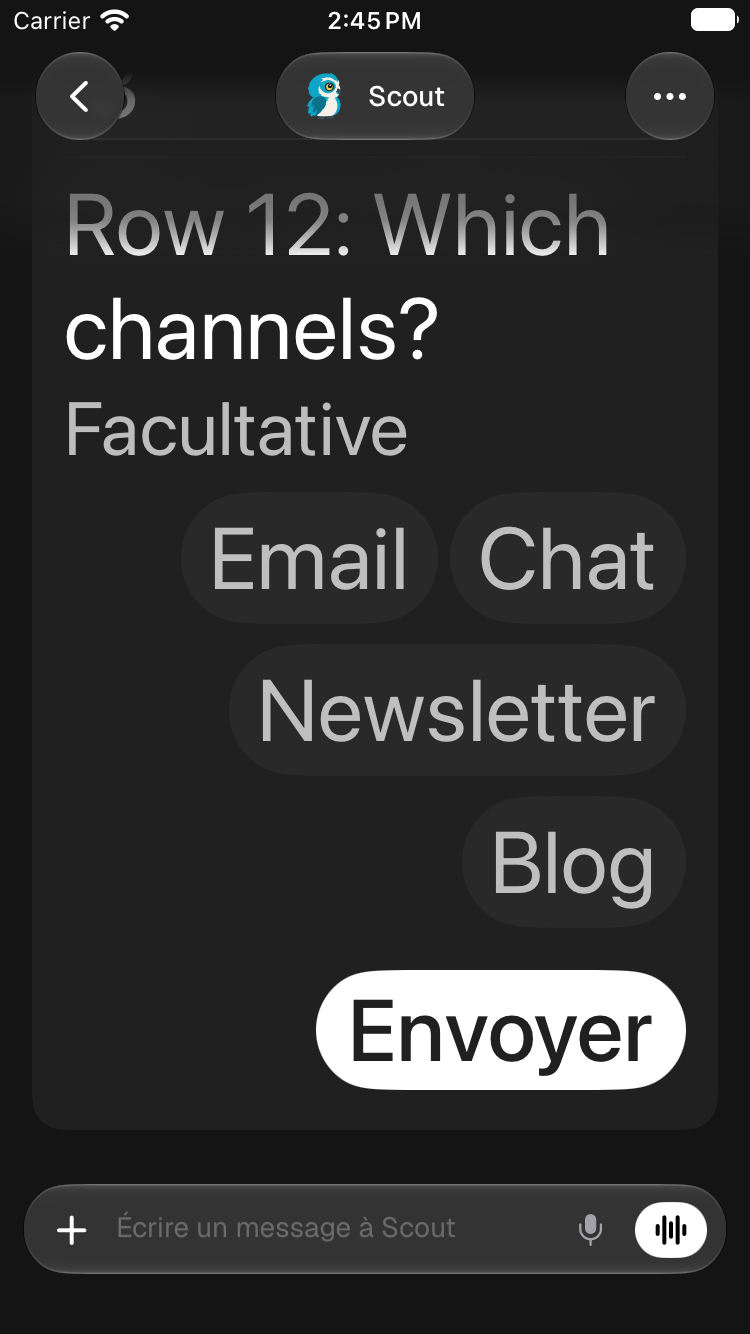 Carrier 2:45 PM
Scout
Row 12: Which
channels?
Facultative
Email Chat
Newsletter
Blog
Envoyer
Écrire un message à Scout